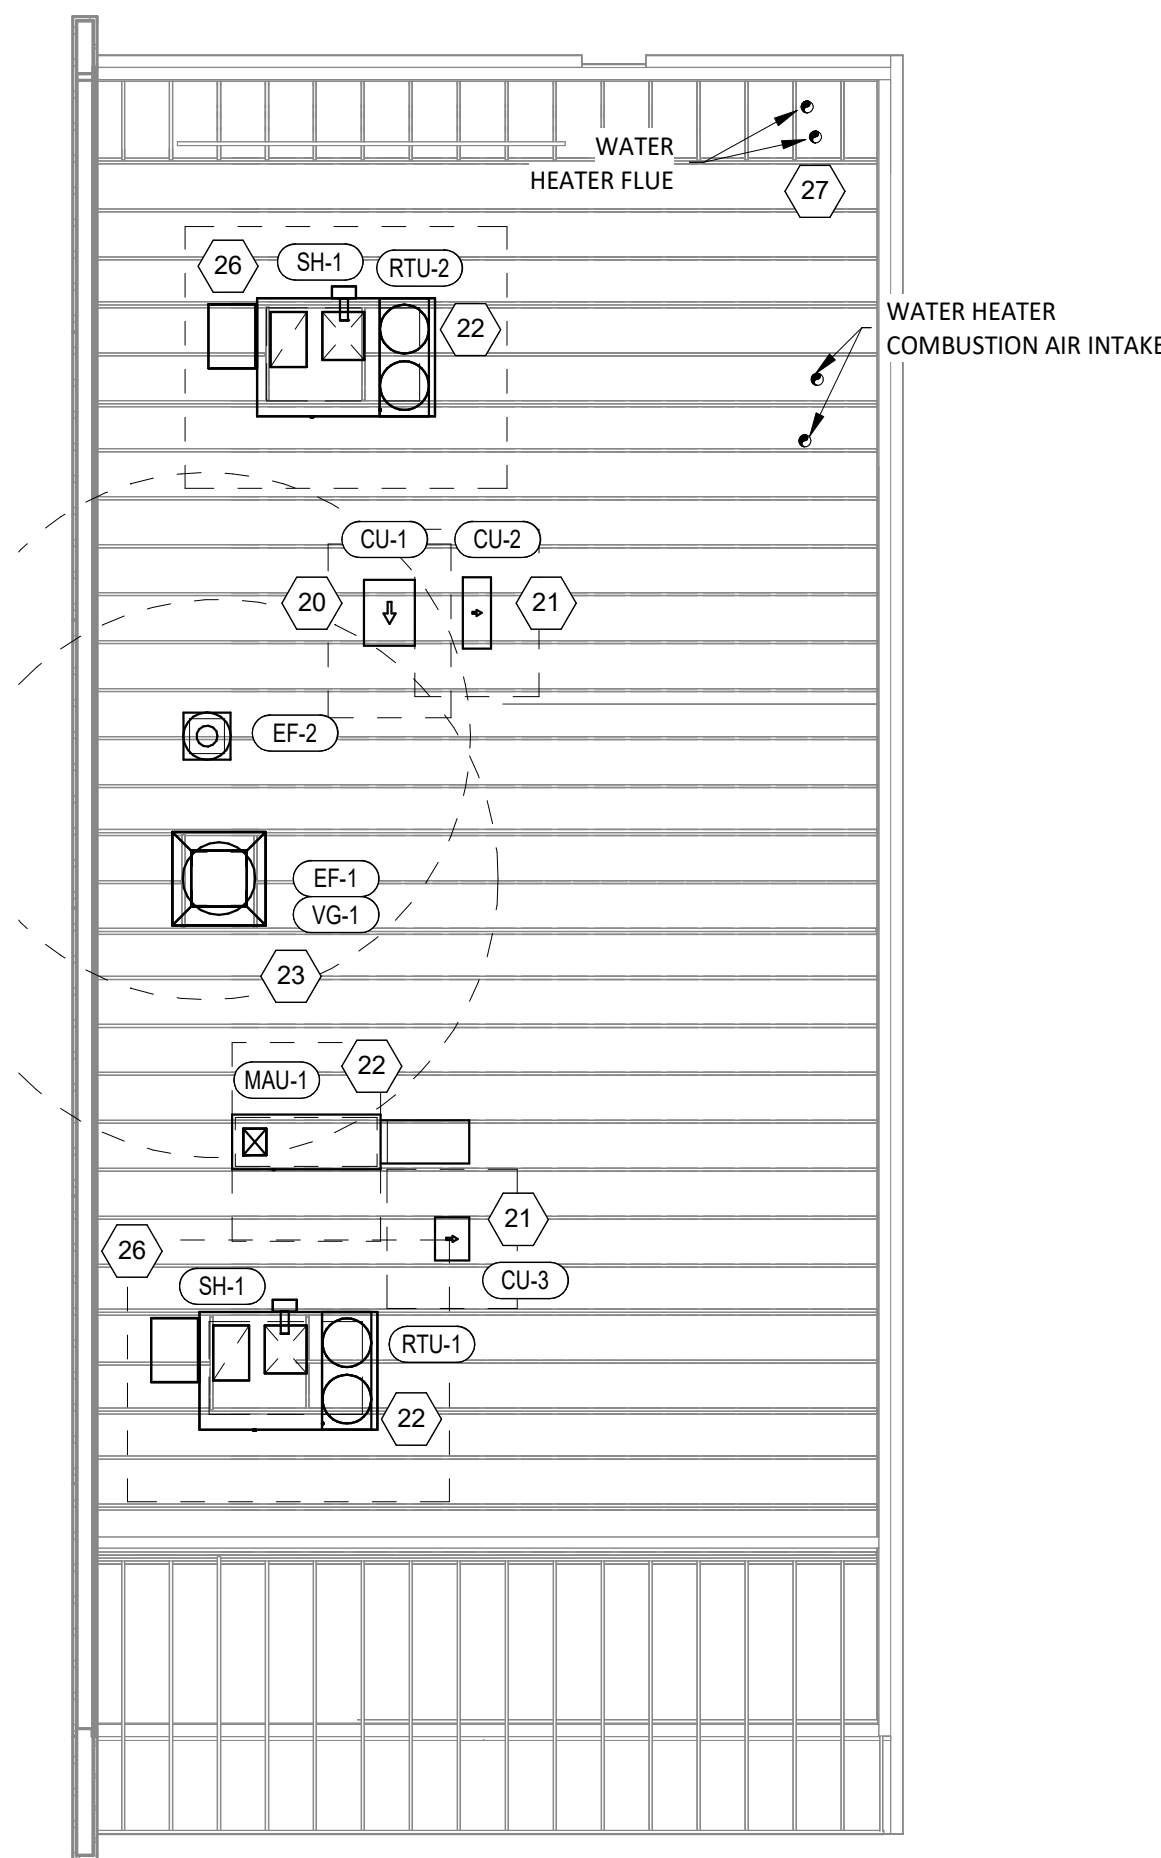 WATER
HEATER FLUE
27
26
SH-1
RTU-2
22
WATER HEATER
COMBUSTION AIR INTAKE
CU-1
CU-2
20
21
EF-2
EF-1
VG-1
23
22
MAU-1
21
26
CU-3
SH-1
RTU-1
22